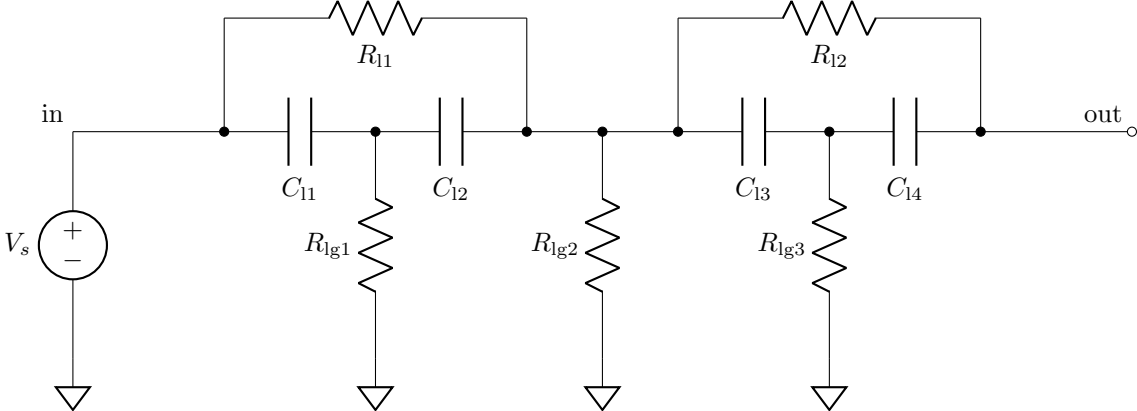 R_l1
R_l2
in
out
C_l1
C_l2
C_l3
C_l4
V_s
+
−
R_lg1
R_lg2
R_lg3